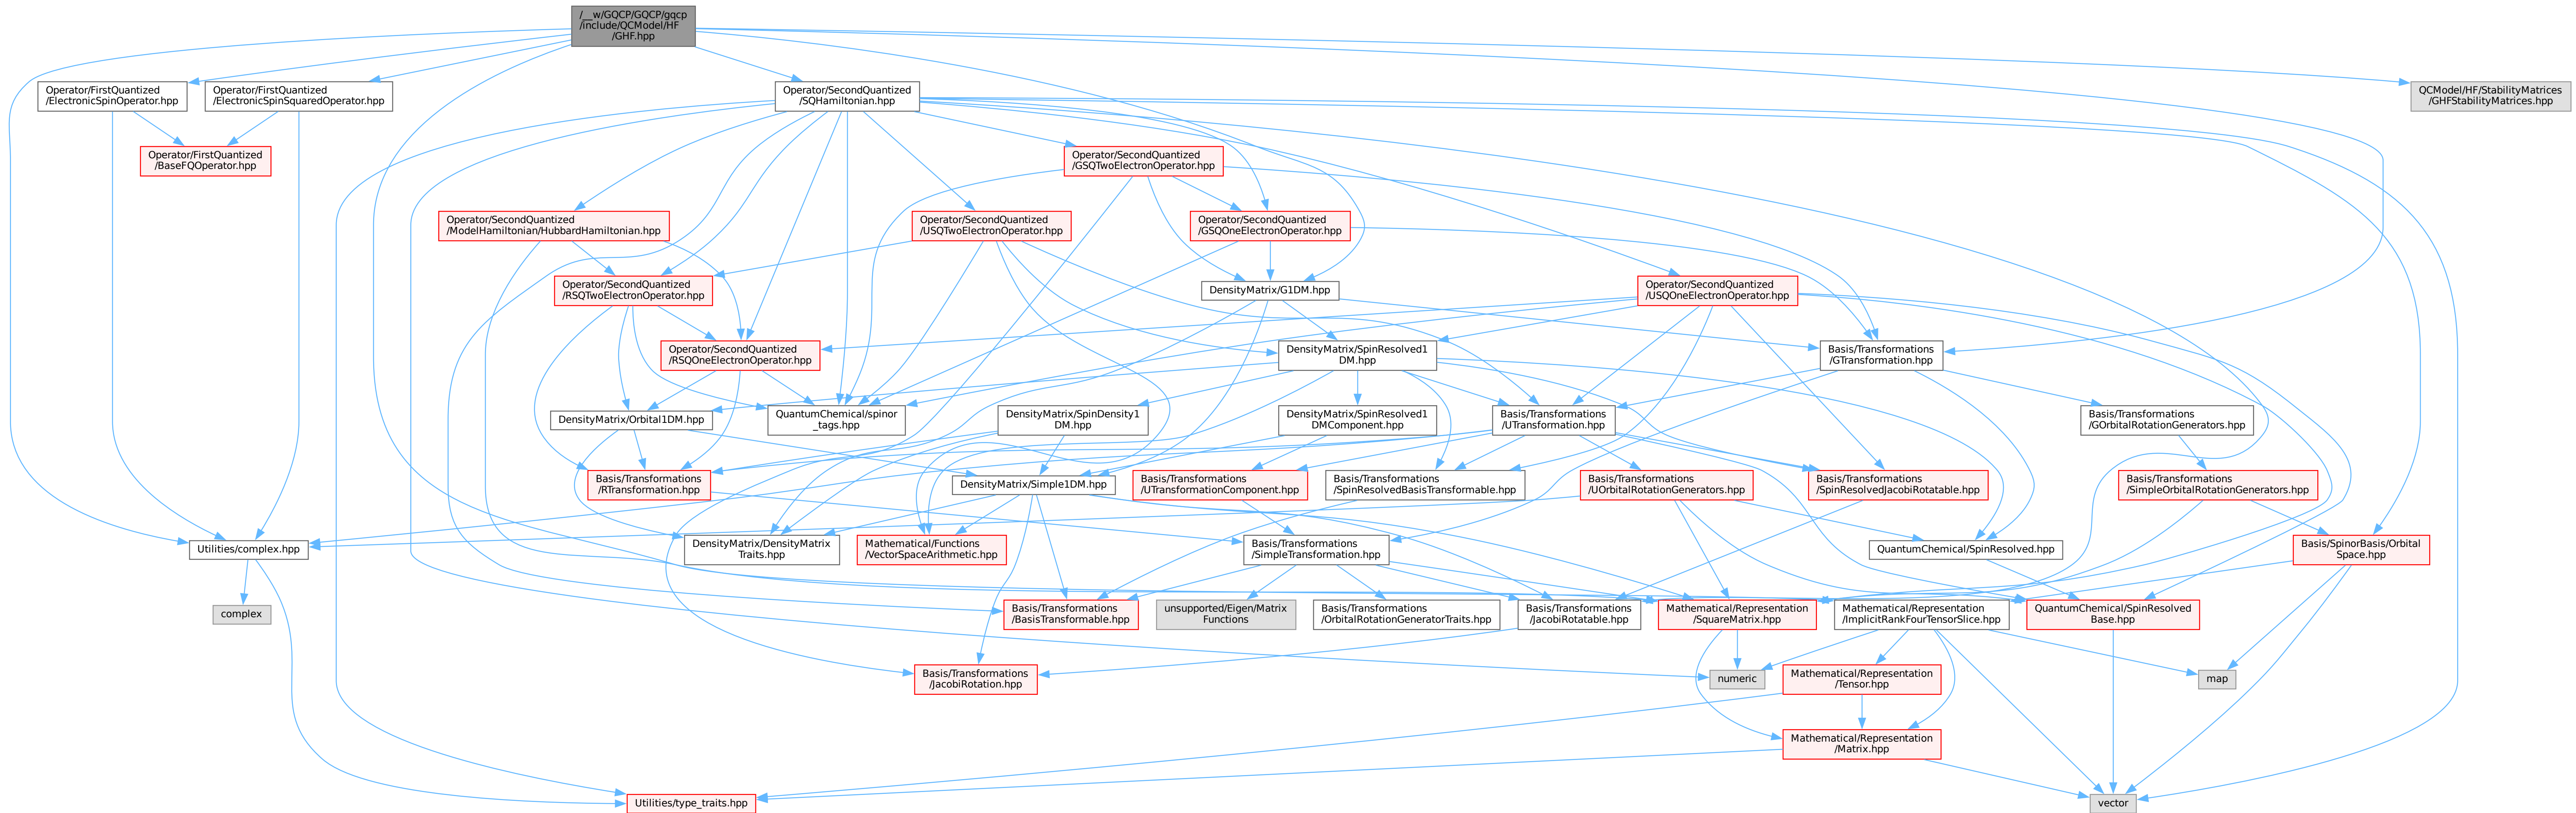 /__w/GQCP/GQCP/gqcp
/include/QCModel/HF
/GHF.hpp
Operator/FirstQuantized
/ElectronicSpinOperator.hpp
Operator/FirstQuantized
/ElectronicSpinSquaredOperator.hpp
Operator/SecondQuantized
/SQHamiltonian.hpp
QCModel/HF/StabilityMatrices
/GHFStabilityMatrices.hpp
Operator/FirstQuantized
/BaseFQOperator.hpp
Operator/SecondQuantized
/GSQTwoElectronOperator.hpp
Operator/SecondQuantized
/ModelHamiltonian/HubbardHamiltonian.hpp
Operator/SecondQuantized
/USQTwoElectronOperator.hpp
Operator/SecondQuantized
/GSQOneElectronOperator.hpp
Operator/SecondQuantized
/RSQTwoElectronOperator.hpp
DensityMatrix/G1DM.hpp
Operator/SecondQuantized
/USQOneElectronOperator.hpp
Operator/SecondQuantized
/RSQOneElectronOperator.hpp
DensityMatrix/SpinResolved1
DM.hpp
Basis/Transformations
/GTransformation.hpp
DensityMatrix/Orbital1DM.hpp
QuantumChemical/spinor
_tags.hpp
DensityMatrix/SpinDensity1
DM.hpp
DensityMatrix/SpinResolved1
DMComponent.hpp
Basis/Transformations
/UTransformation.hpp
Basis/Transformations
/GOrbitalRotationGenerators.hpp
Basis/Transformations
/RTransformation.hpp
DensityMatrix/Simple1DM.hpp
Basis/Transformations
/UTransformationComponent.hpp
Basis/Transformations
/SpinResolvedBasisTransformable.hpp
Basis/Transformations
/UOrbitalRotationGenerators.hpp
Basis/Transformations
/SpinResolvedJacobiRotatable.hpp
Basis/Transformations
/SimpleOrbitalRotationGenerators.hpp
Utilities/complex.hpp
DensityMatrix/DensityMatrix
Traits.hpp
Mathematical/Functions
/VectorSpaceArithmetic.hpp
Basis/Transformations
/SimpleTransformation.hpp
QuantumChemical/SpinResolved.hpp
Basis/SpinorBasis/Orbital
Space.hpp
complex
Basis/Transformations
/BasisTransformable.hpp
unsupported/Eigen/Matrix
Functions
Basis/Transformations
/OrbitalRotationGeneratorTraits.hpp
Basis/Transformations
/JacobiRotatable.hpp
Mathematical/Representation
/SquareMatrix.hpp
Mathematical/Representation
/ImplicitRankFourTensorSlice.hpp
QuantumChemical/SpinResolved
Base.hpp
Basis/Transformations
/JacobiRotation.hpp
numeric
Mathematical/Representation
/Tensor.hpp
map
Mathematical/Representation
/Matrix.hpp
Utilities/type_traits.hpp
vector